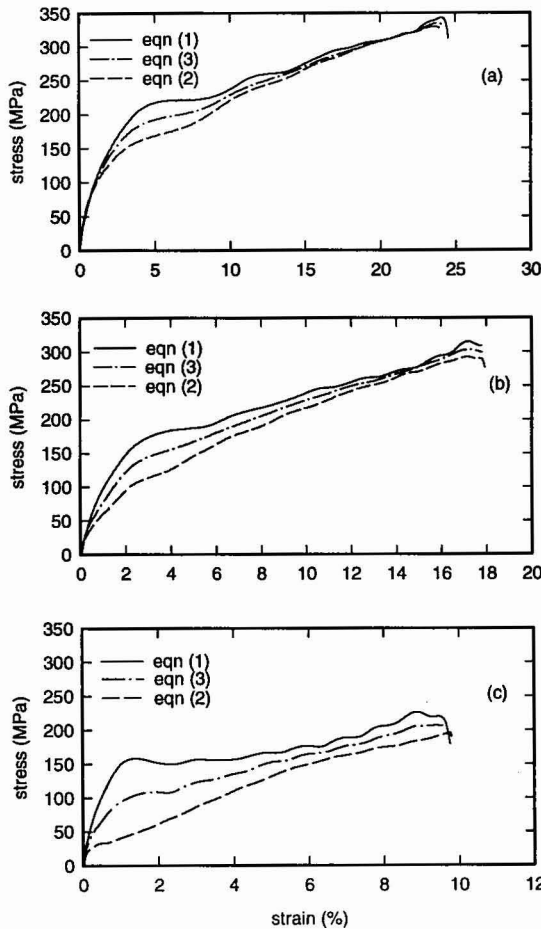 350
300
250
200
150
100
50
0
stress (MPa)
eqn (1)
eqn (3)
eqn (2)
(a)
0 5 10 15 20 25 30
350
300
250
200
150
100
50
0
stress (MPa)
eqn (1)
eqn (3)
eqn (2)
(b)
0 2 4 6 8 10 12 14 16 18 20
350
300
250
200
150
100
50
0
stress (MPa)
eqn (1)
eqn (3)
eqn (2)
(c)
0 2 4 6 8 10 12
strain (%)